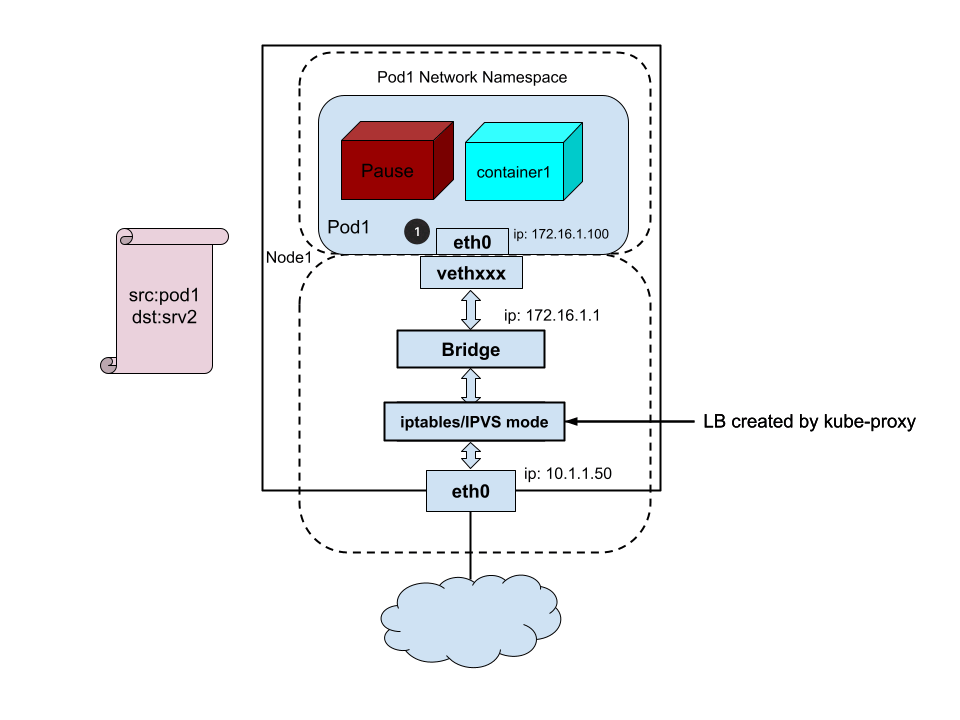 Pod1 Network Namespace
Pause
container1
Pod1
1
eth0
ip: 172.16.1.100
Node1
vethxxx
src:pod1
dst:srv2
ip: 172.16.1.1
Bridge
iptables/IPVS mode
LB created by kube-proxy
ip: 10.1.1.50
eth0